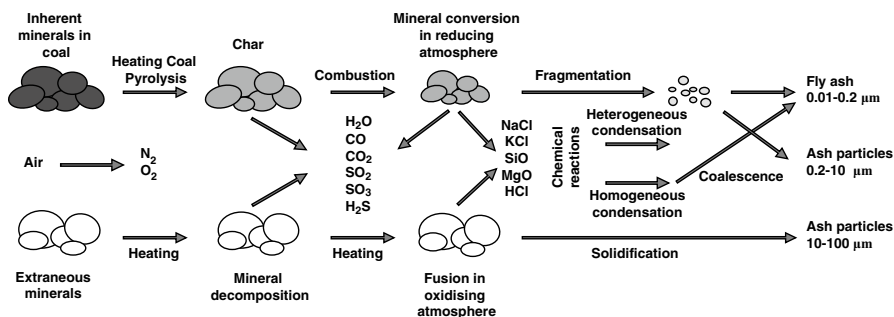 Inherent
minerals in
coal
Heating Coal
Pyrolysis
Char
Combustion
Mineral conversion
in reducing
atmosphere
Fragmentation
Fly ash
0.01-0.2 µm
Air
N₂
O₂
H₂O
CO
CO₂
SO₂
SO₃
H₂S
NaCl
KCl
SiO
MgO
HCl
Chemical
reactions
Heterogeneous
condensation
Homogeneous
condensation
Coalescence
Ash particles
0.2-10 µm
Extraneous
minerals
Heating
Mineral
decomposition
Heating
Fusion in
oxidising
atmosphere
Solidification
Ash particles
10-100 µm